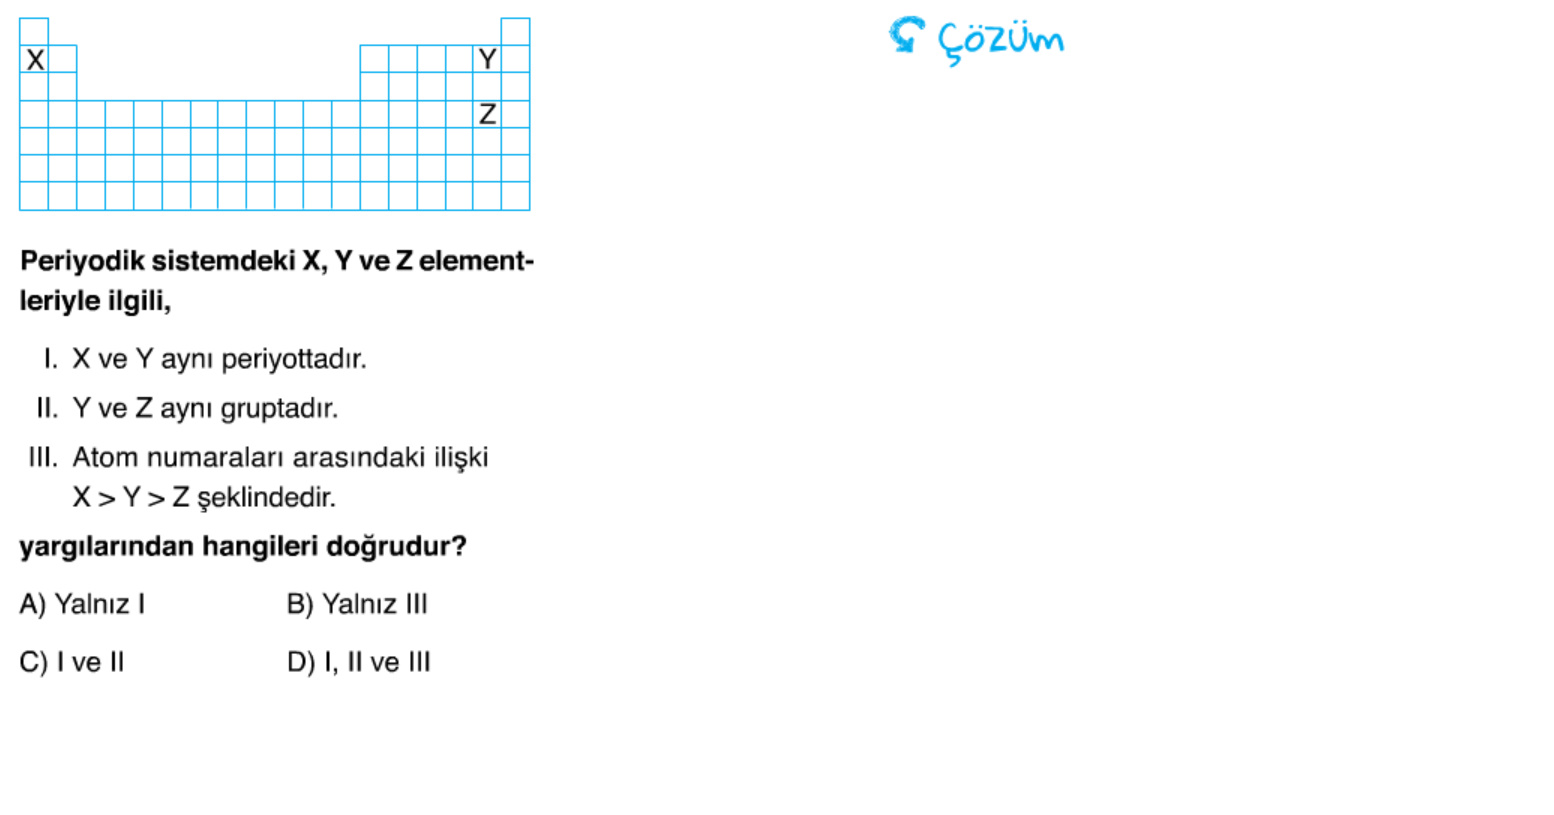 X
Y
Z
Periyodik sistemdeki X, Y ve Z element-
leriyle ilgili,
I. X ve Y aynı periyottadır.
II. Y ve Z aynı gruptadır.
III. Atom numaraları arasındaki ilişki
X > Y > Z şeklindedir.
yargılarından hangileri doğrudur?
A) Yalnız I
B) Yalnız III
C) I ve II
D) I, II ve III
Çözüm